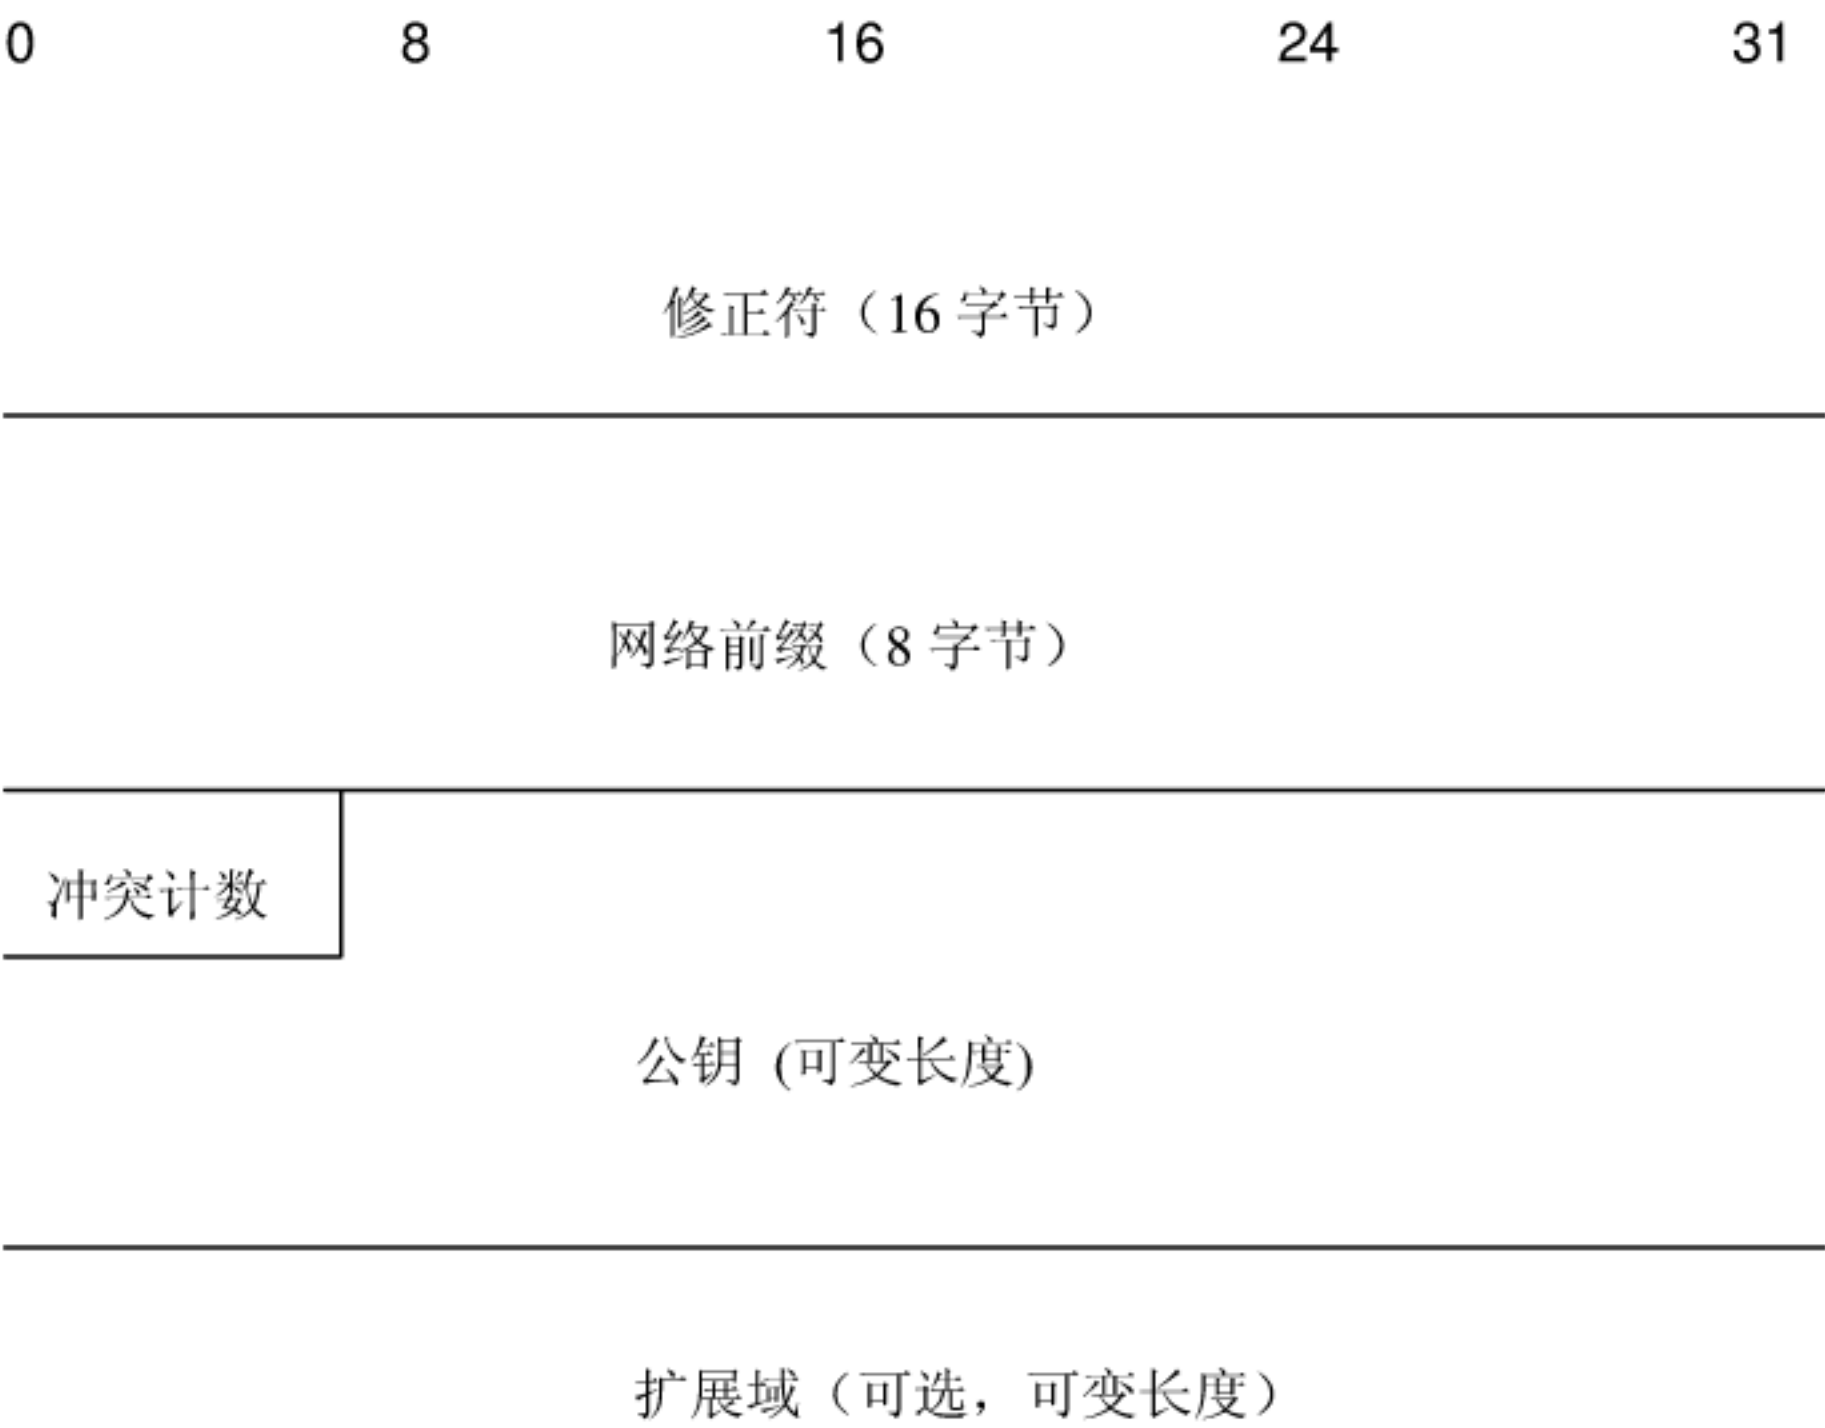 0 8 16 24 31
修正符（16 字节）
网络前缀（8 字节）
冲突计数
公钥 (可变长度)
扩展域（可选，可变长度）